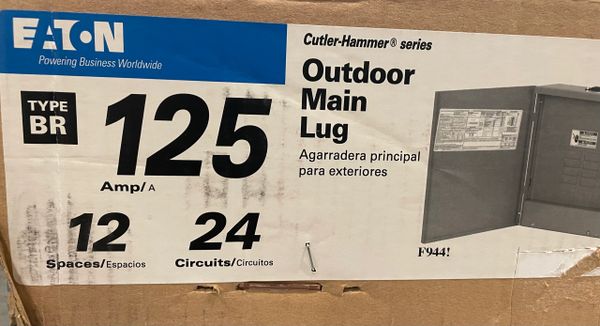 EATON
Powering Business Worldwide
TYPE
BR
125
Amp/A
12
Spaces/Espacios
24
Circuits/Circuitos
Cutler-Hammer® series
Outdoor
Main
Lug
Agarradera principal
para exteriores
F944!